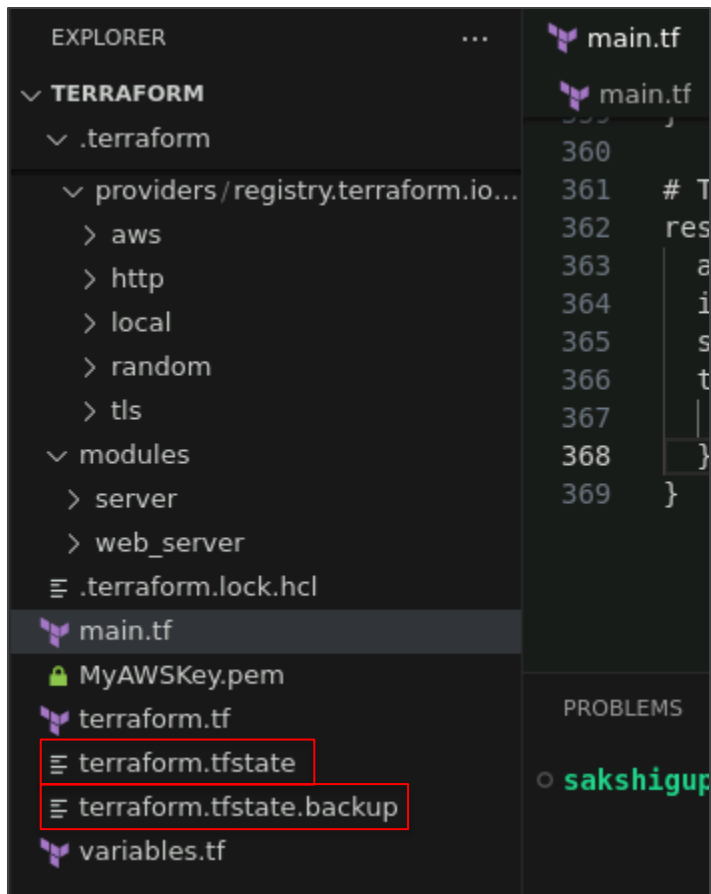 EXPLORER ...
TERRAFORM
.terraform
providers/registry.terraform.io...
aws
http
local
random
tls
modules
server
web_server
.terraform.lock.hcl
main.tf
MyAWSKey.pem
terraform.tf
terraform.tfstate
terraform.tfstate.backup
variables.tf
main.tf
main.tf
360
361 # T
362 res
363 a
364 i
365 s
366 t
367
368 }
369 }
PROBLEMS
sakshigup